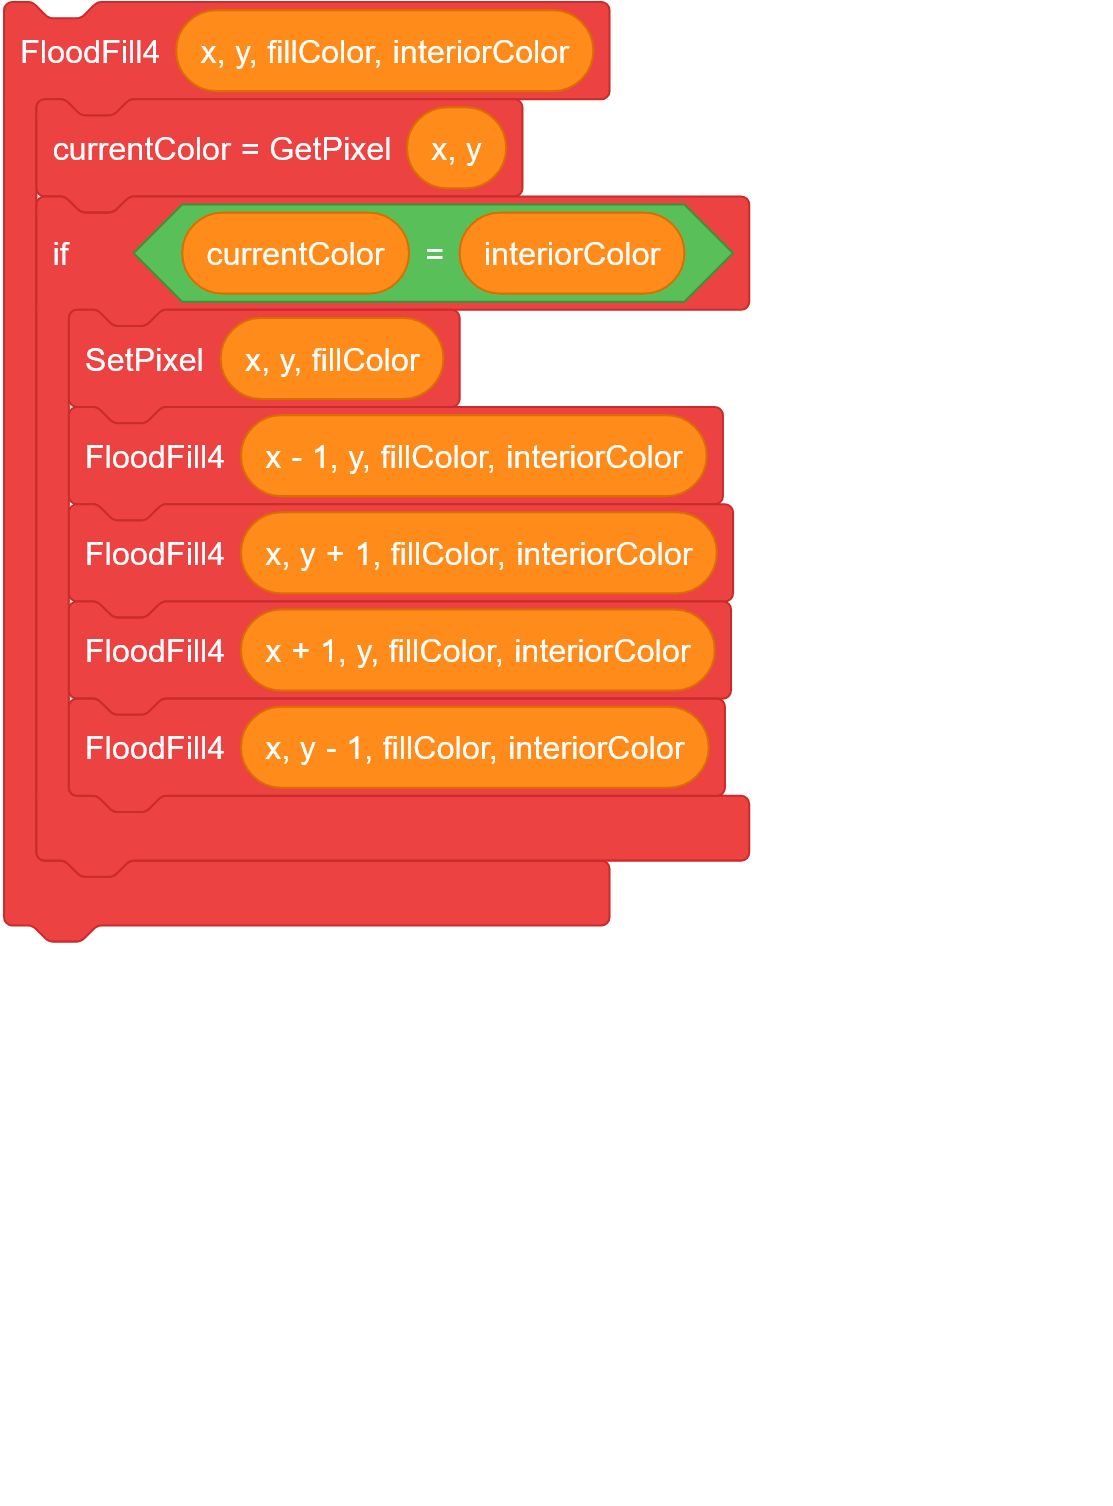 FloodFill4 x, y, fillColor, interiorColor
currentColor = GetPixel x, y
if currentColor = interiorColor
SetPixel x, y, fillColor
FloodFill4 x - 1, y, fillColor, interiorColor
FloodFill4 x, y + 1, fillColor, interiorColor
FloodFill4 x + 1, y, fillColor, interiorColor
FloodFill4 x, y - 1, fillColor, interiorColor